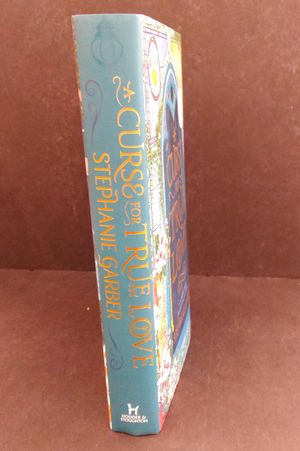 A CURSE FOR TRUE LOVE
STEPHANIE GARBER
HODDER &
STOUGHTON